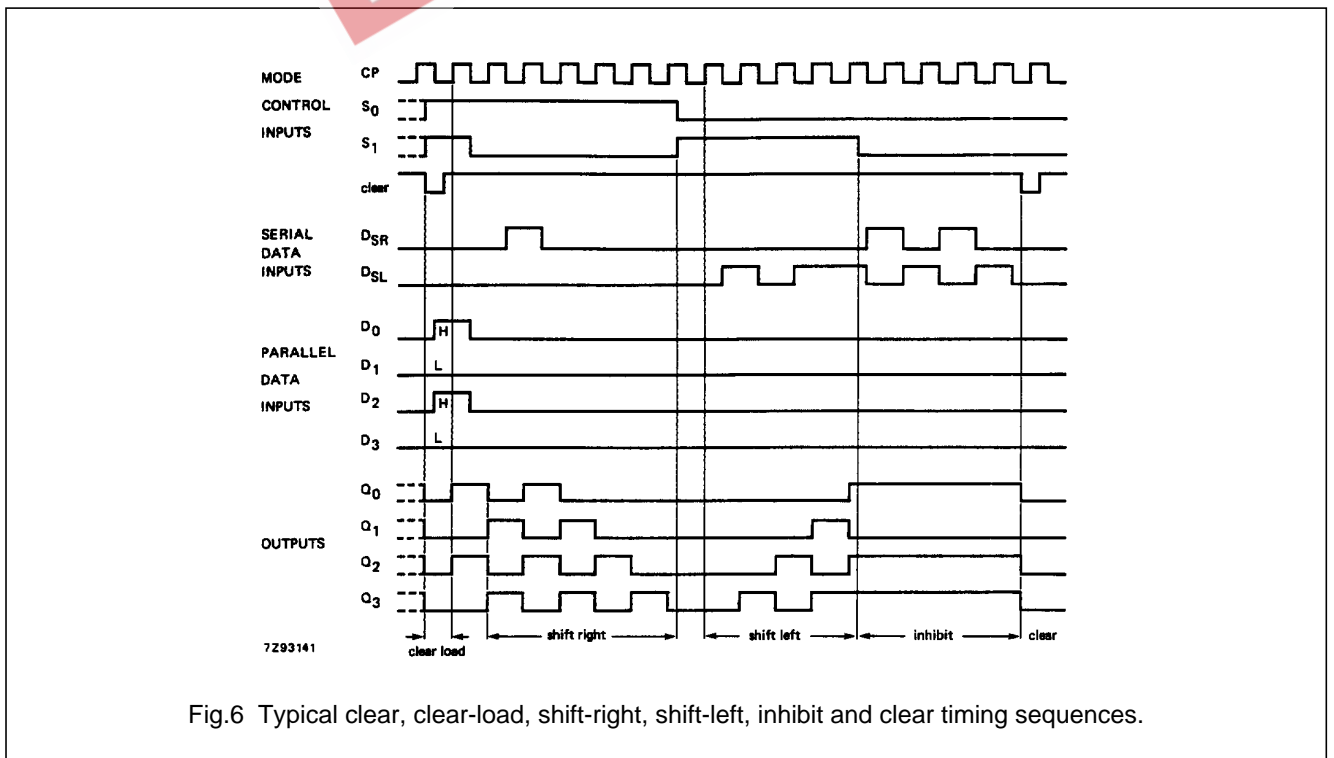 MODE CP
CONTROL S0
INPUTS
S1
clear
SERIAL DSR
DATA
INPUTS DSL
D0
H
PARALLEL D1 L
DATA
INPUTS D2 H
D3 L
Q0
Q1
OUTPUTS
Q2
Q3
shift right shift left inhibit clear
7Z93141 clear load
Fig.6 Typical clear, clear-load, shift-right, shift-left, inhibit and clear timing sequences.